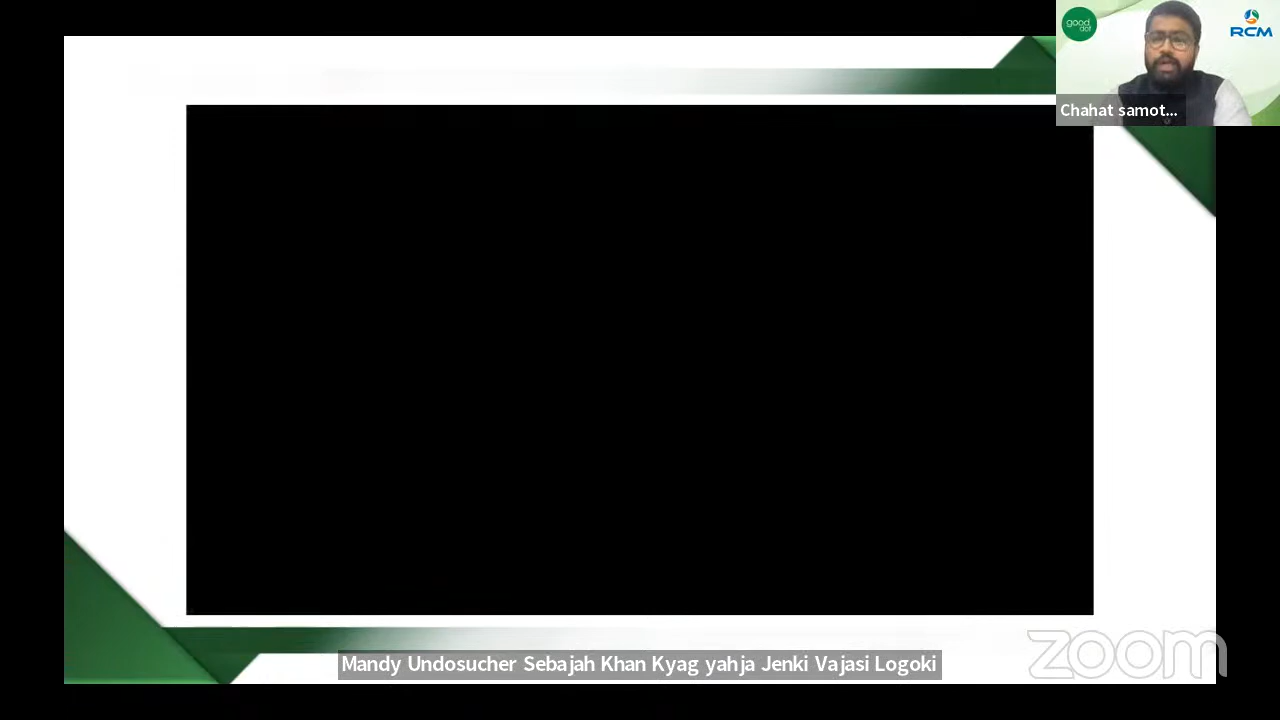 good
dot
RCM
Chahat samot...
Mandy Undosucher Sebajah Khan Kyag yahja Jenki Vajasi Logoki
zoom